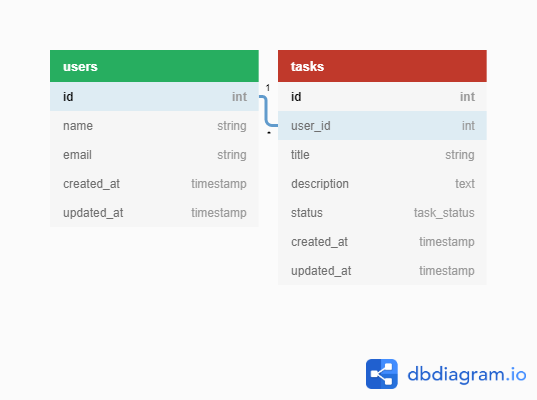 users
id int
name string
email string
created_at timestamp
updated_at timestamp
1
*
tasks
id int
user_id int
title string
description text
status task_status
created_at timestamp
updated_at timestamp
dbdiagram.io